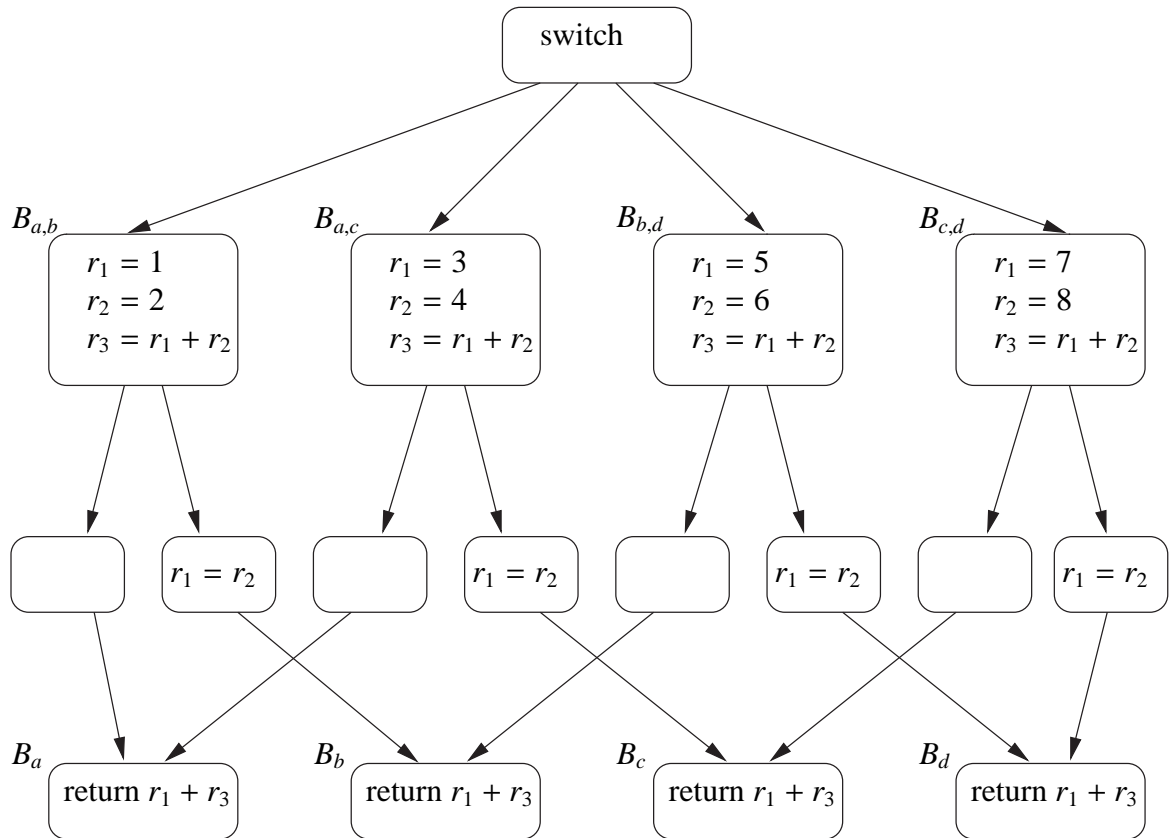 switch
B_{a,b}
B_{a,c}
B_{b,d}
B_{c,d}
r_1 = 1
r_2 = 2
r_3 = r_1 + r_2
r_1 = 3
r_2 = 4
r_3 = r_1 + r_2
r_1 = 5
r_2 = 6
r_3 = r_1 + r_2
r_1 = 7
r_2 = 8
r_3 = r_1 + r_2
r_1 = r_2
r_1 = r_2
r_1 = r_2
r_1 = r_2
B_a
B_b
B_c
B_d
return r_1 + r_3
return r_1 + r_3
return r_1 + r_3
return r_1 + r_3